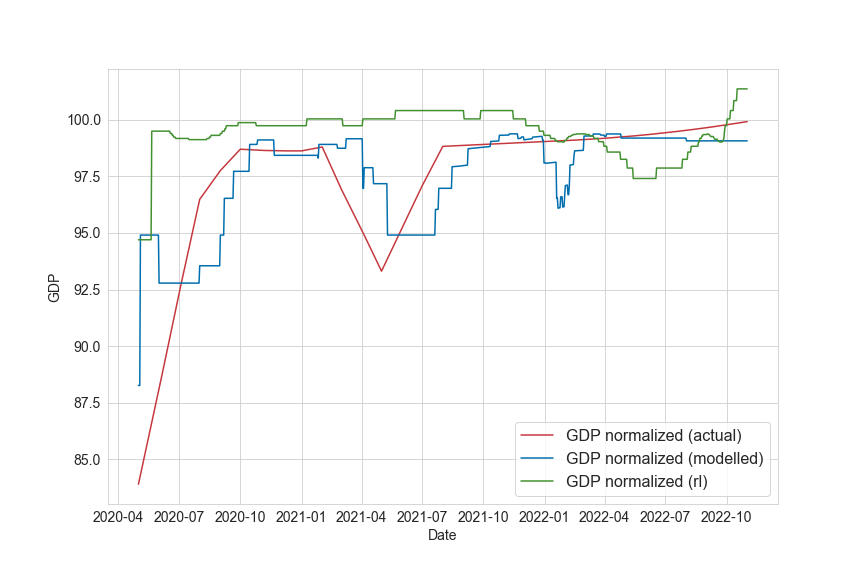 100.0
97.5
95.0
92.5
90.0
87.5
85.0
GDP
GDP normalized (actual)
GDP normalized (modelled)
GDP normalized (rl)
2020-04 2020-07 2020-10 2021-01 2021-04 2021-07 2021-10 2022-01 2022-04 2022-07 2022-10
Date